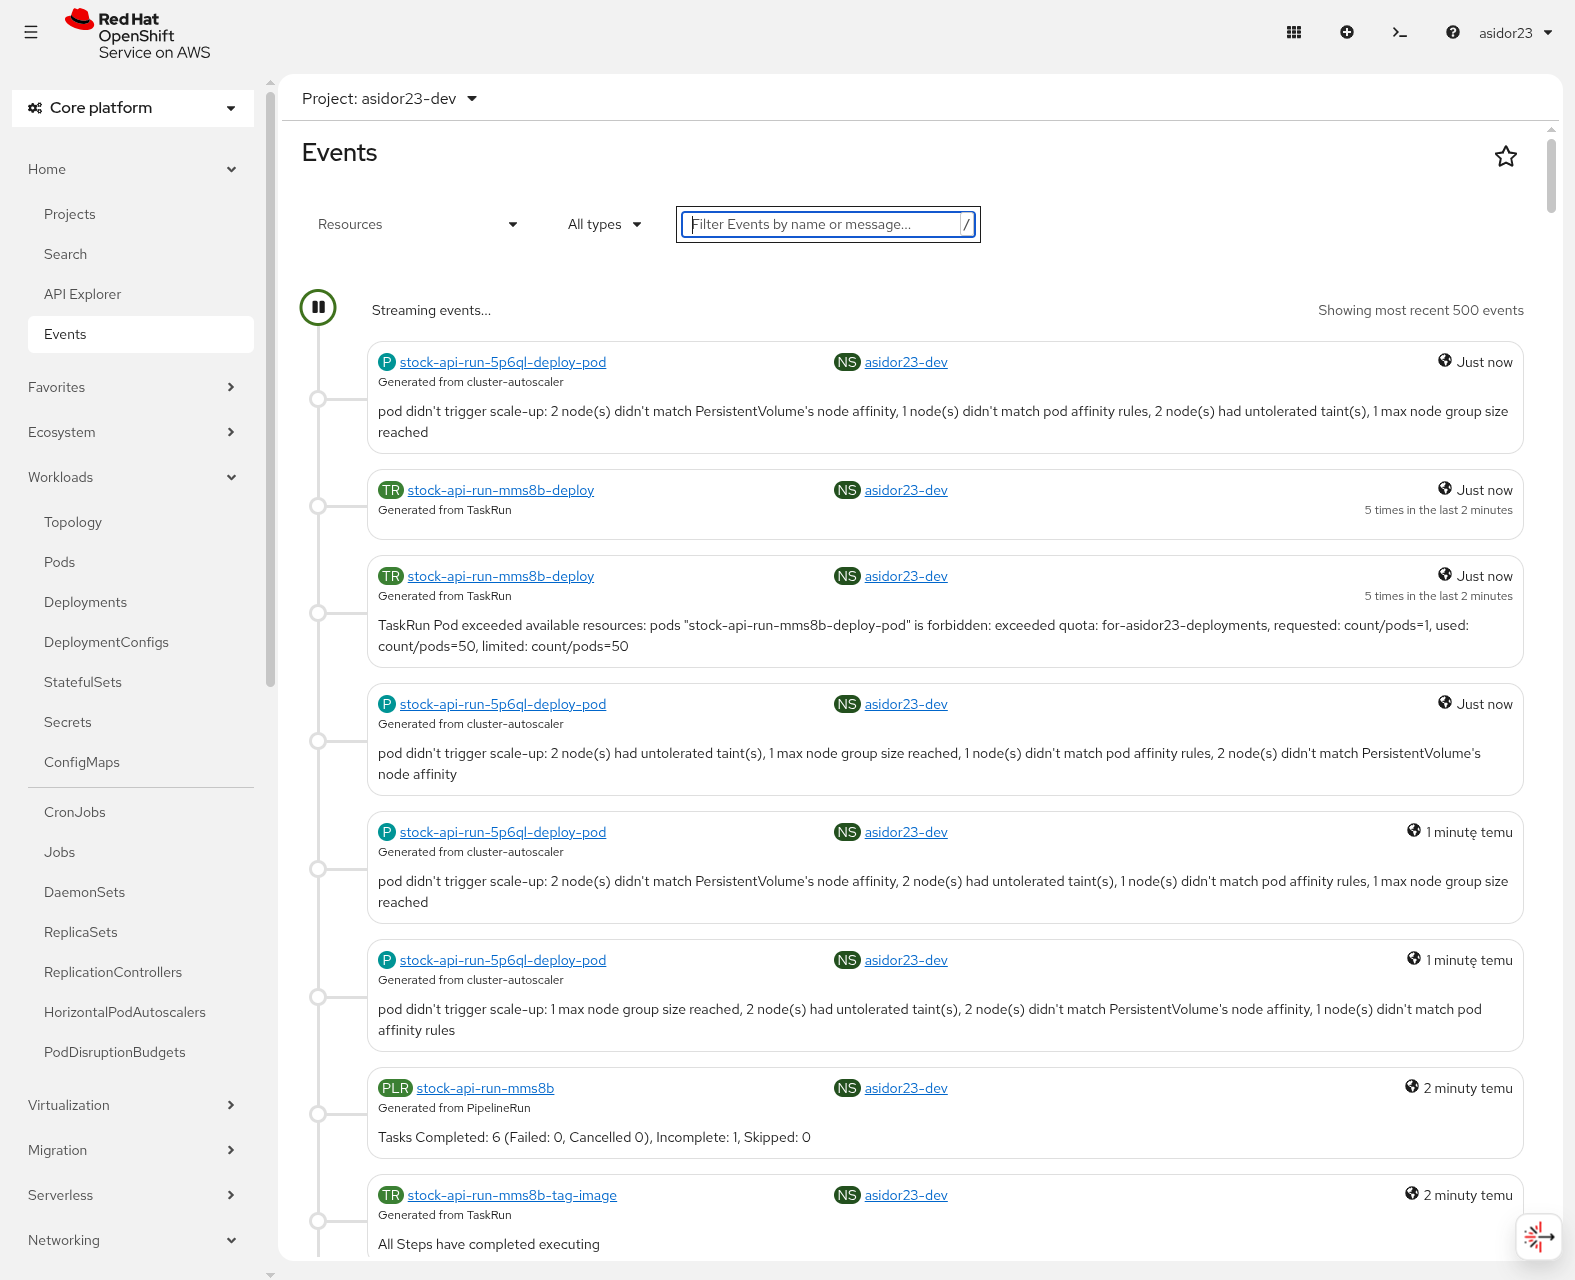 Red Hat
OpenShift
Service on AWS
asidor23
Core platform
Home
Projects
Search
API Explorer
Events
Favorites
Ecosystem
Workloads
Topology
Pods
Deployments
DeploymentConfigs
StatefulSets
Secrets
ConfigMaps
CronJobs
Jobs
DaemonSets
ReplicaSets
ReplicationControllers
HorizontalPodAutoscalers
PodDisruptionBudgets
Virtualization
Migration
Serverless
Networking
Project: asidor23-dev
Events
Resources All types Filter Events by name or message... /
Streaming events... Showing most recent 500 events
P stock-api-run-5p6ql-deploy-pod NS asidor23-dev Just now
Generated from cluster-autoscaler
pod didn't trigger scale-up: 2 node(s) didn't match PersistentVolume's node affinity, 1 node(s) didn't match pod affinity rules, 2 node(s) had untolerated taint(s), 1 max node group size
reached
TR stock-api-run-mms8b-deploy NS asidor23-dev Just now
Generated from TaskRun 5 times in the last 2 minutes
TR stock-api-run-mms8b-deploy NS asidor23-dev Just now
Generated from TaskRun 5 times in the last 2 minutes
TaskRun Pod exceeded available resources: pods "stock-api-run-mms8b-deploy-pod" is forbidden: exceeded quota: for-asidor23-deployments, requested: count/pods=1, used:
count/pods=50, limited: count/pods=50
P stock-api-run-5p6ql-deploy-pod NS asidor23-dev Just now
Generated from cluster-autoscaler
pod didn't trigger scale-up: 2 node(s) had untolerated taint(s), 1 max node group size reached, 1 node(s) didn't match pod affinity rules, 2 node(s) didn't match PersistentVolume's
node affinity
P stock-api-run-5p6ql-deploy-pod NS asidor23-dev 1 minutę temu
Generated from cluster-autoscaler
pod didn't trigger scale-up: 2 node(s) didn't match PersistentVolume's node affinity, 2 node(s) had untolerated taint(s), 1 node(s) didn't match pod affinity rules, 1 max node group size
reached
P stock-api-run-5p6ql-deploy-pod NS asidor23-dev 1 minutę temu
Generated from cluster-autoscaler
pod didn't trigger scale-up: 1 max node group size reached, 2 node(s) had untolerated taint(s), 2 node(s) didn't match PersistentVolume's node affinity, 1 node(s) didn't match pod
affinity rules
PLR stock-api-run-mms8b NS asidor23-dev 2 minuty temu
Generated from PipelineRun
Tasks Completed: 6 (Failed: 0, Cancelled 0), Incomplete: 1, Skipped: 0
TR stock-api-run-mms8b-tag-image NS asidor23-dev 2 minuty temu
Generated from TaskRun
All Steps have completed executing